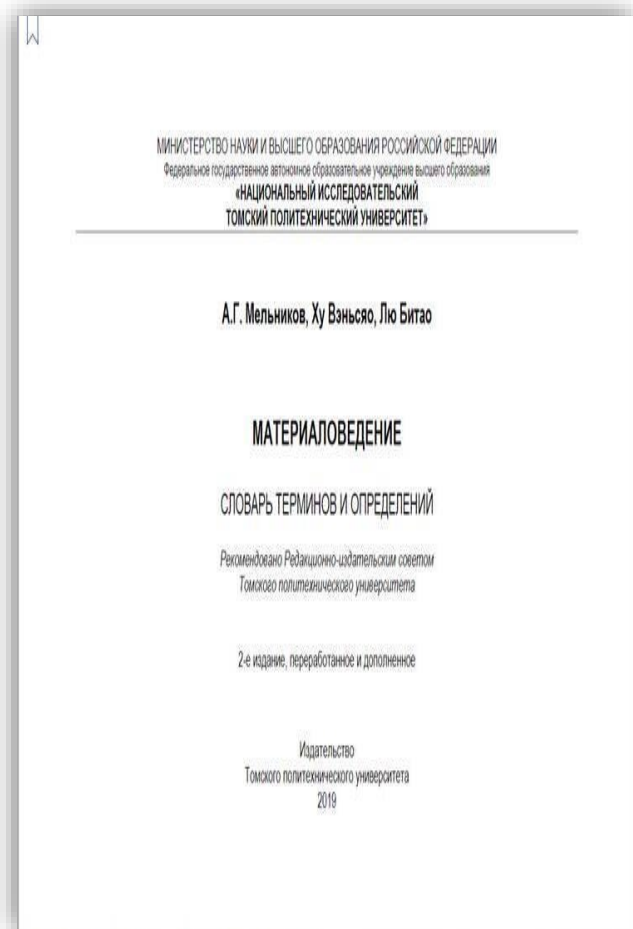 МИНИСТЕРСТВО НАУКИ И ВЫСШЕГО ОБРАЗОВАНИЯ РОССИЙСКОЙ ФЕДЕРАЦИИ
Федеральное государственное автономное образовательное учреждение высшего образования
«НАЦИОНАЛЬНЫЙ ИССЛЕДОВАТЕЛЬСКИЙ
ТОМСКИЙ ПОЛИТЕХНИЧЕСКИЙ УНИВЕРСИТЕТ»
А.Г. Мельников, Ху Вэньсяо, Лю Битао
МАТЕРИАЛОВЕДЕНИЕ
СЛОВАРЬ ТЕРМИНОВ И ОПРЕДЕЛЕНИЙ
Рекомендовано Редакционно-издательским советом
Томского политехнического университета
2-е издание, переработанное и дополненное
Издательство
Томского политехнического университета
2019